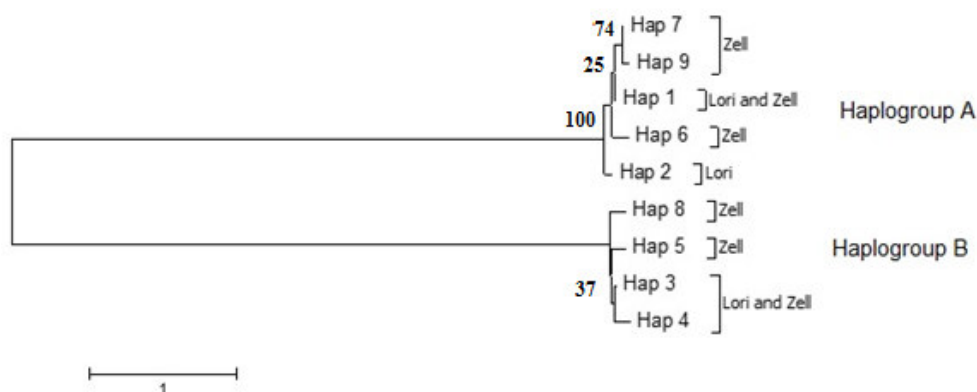 74
Hap 7
Zell
25
Hap 9
Hap 1
Lori and Zell
Haplogroup A
100
Hap 6
Zell
Hap 2
Lori
Hap 8
Zell
Hap 5
Zell
Haplogroup B
37
Hap 3
Lori and Zell
Hap 4
1